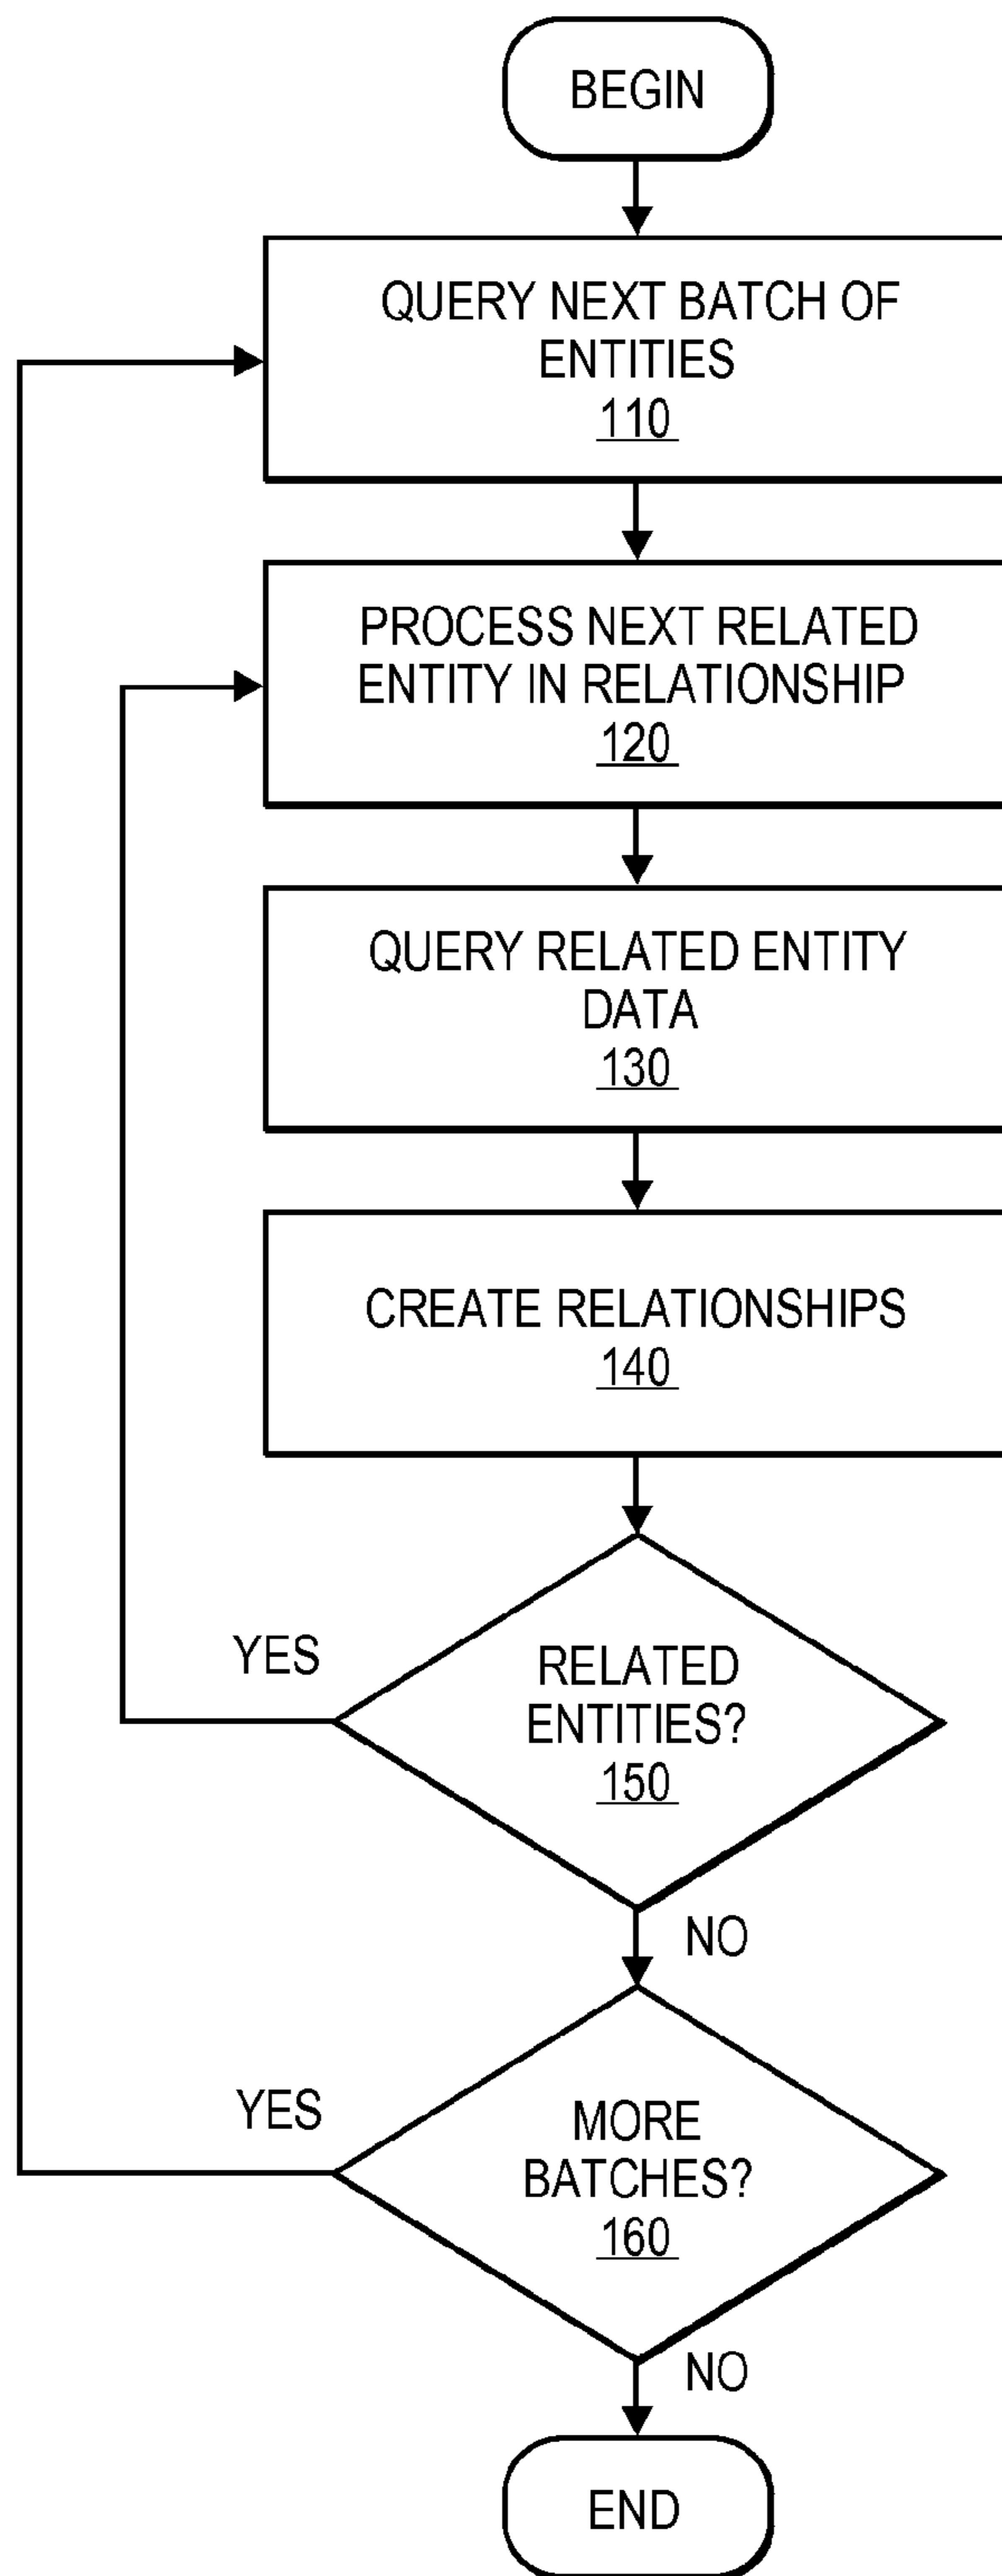 BEGIN
QUERY NEXT BATCH OF
ENTITIES
110
PROCESS NEXT RELATED
ENTITY IN RELATIONSHIP
120
QUERY RELATED ENTITY
DATA
130
CREATE RELATIONSHIPS
140
YES
RELATED
ENTITIES?
150
NO
YES
MORE
BATCHES?
160
NO
END